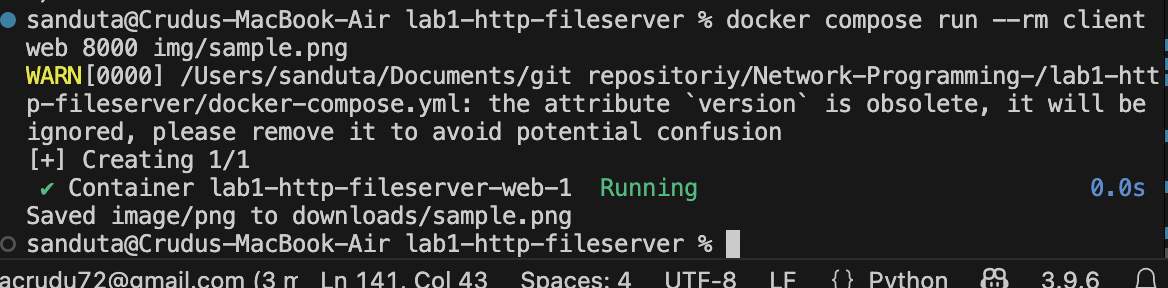 sanduta@Crudus-MacBook-Air lab1-http-fileserver % docker compose run --rm client
web 8000 img/sample.png
WARN[0000] /Users/sanduta/Documents/git repositoriy/Network-Programming-/lab1-htt
p-fileserver/docker-compose.yml: the attribute `version` is obsolete, it will be
ignored, please remove it to avoid potential confusion
[+] Creating 1/1
✔ Container lab1-http-fileserver-web-1  Running 0.0s
Saved image/png to downloads/sample.png
sanduta@Crudus-MacBook-Air lab1-http-fileserver %
acrudu72@gmail.com (3 m Ln 141, Col 43 Spaces: 4 UTF-8 LF {} Python 3.9.6